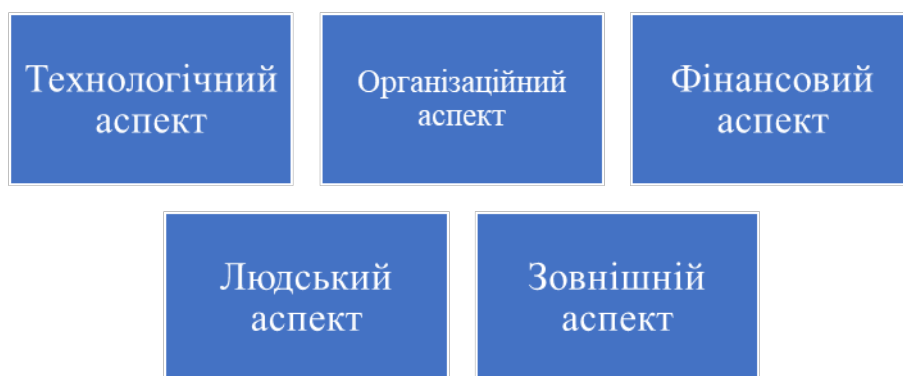 Технологічний
аспект
Організаційний
аспект
Фінансовий
аспект
Людський
аспект
Зовнішній
аспект